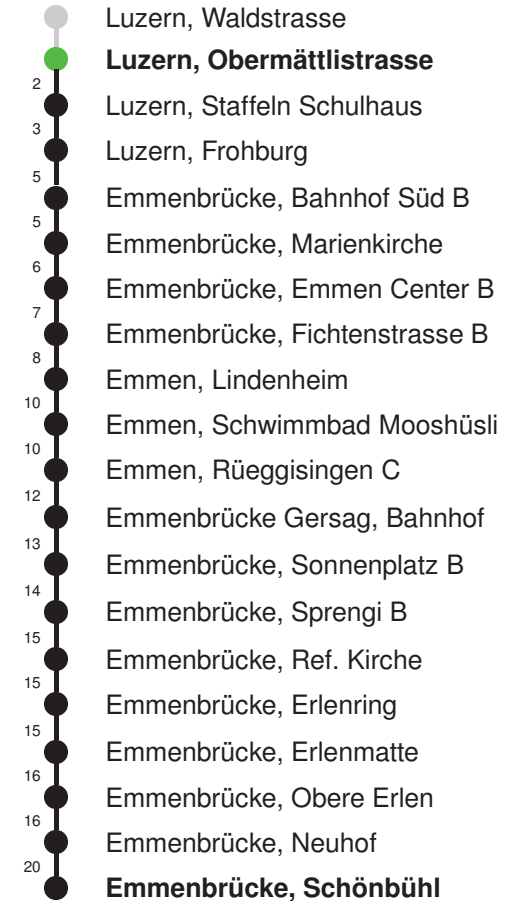 Luzern, Waldstrasse
Luzern, Obermättlistrasse
2
Luzern, Staffeln Schulhaus
3
Luzern, Frohburg
5
Emmenbrücke, Bahnhof Süd B
5
Emmenbrücke, Marienkirche
6
Emmenbrücke, Emmen Center B
7
Emmenbrücke, Fichtenstrasse B
8
Emmen, Lindenheim
10
Emmen, Schwimmbad Mooshüsli
10
Emmen, Rüeggisingen C
12
Emmenbrücke Gersag, Bahnhof
13
Emmenbrücke, Sonnenplatz B
14
Emmenbrücke, Sprengi B
15
Emmenbrücke, Ref. Kirche
15
Emmenbrücke, Erlenring
15
Emmenbrücke, Erlenmatte
16
Emmenbrücke, Obere Erlen
16
Emmenbrücke, Neuhof
20
Emmenbrücke, Schönbühl